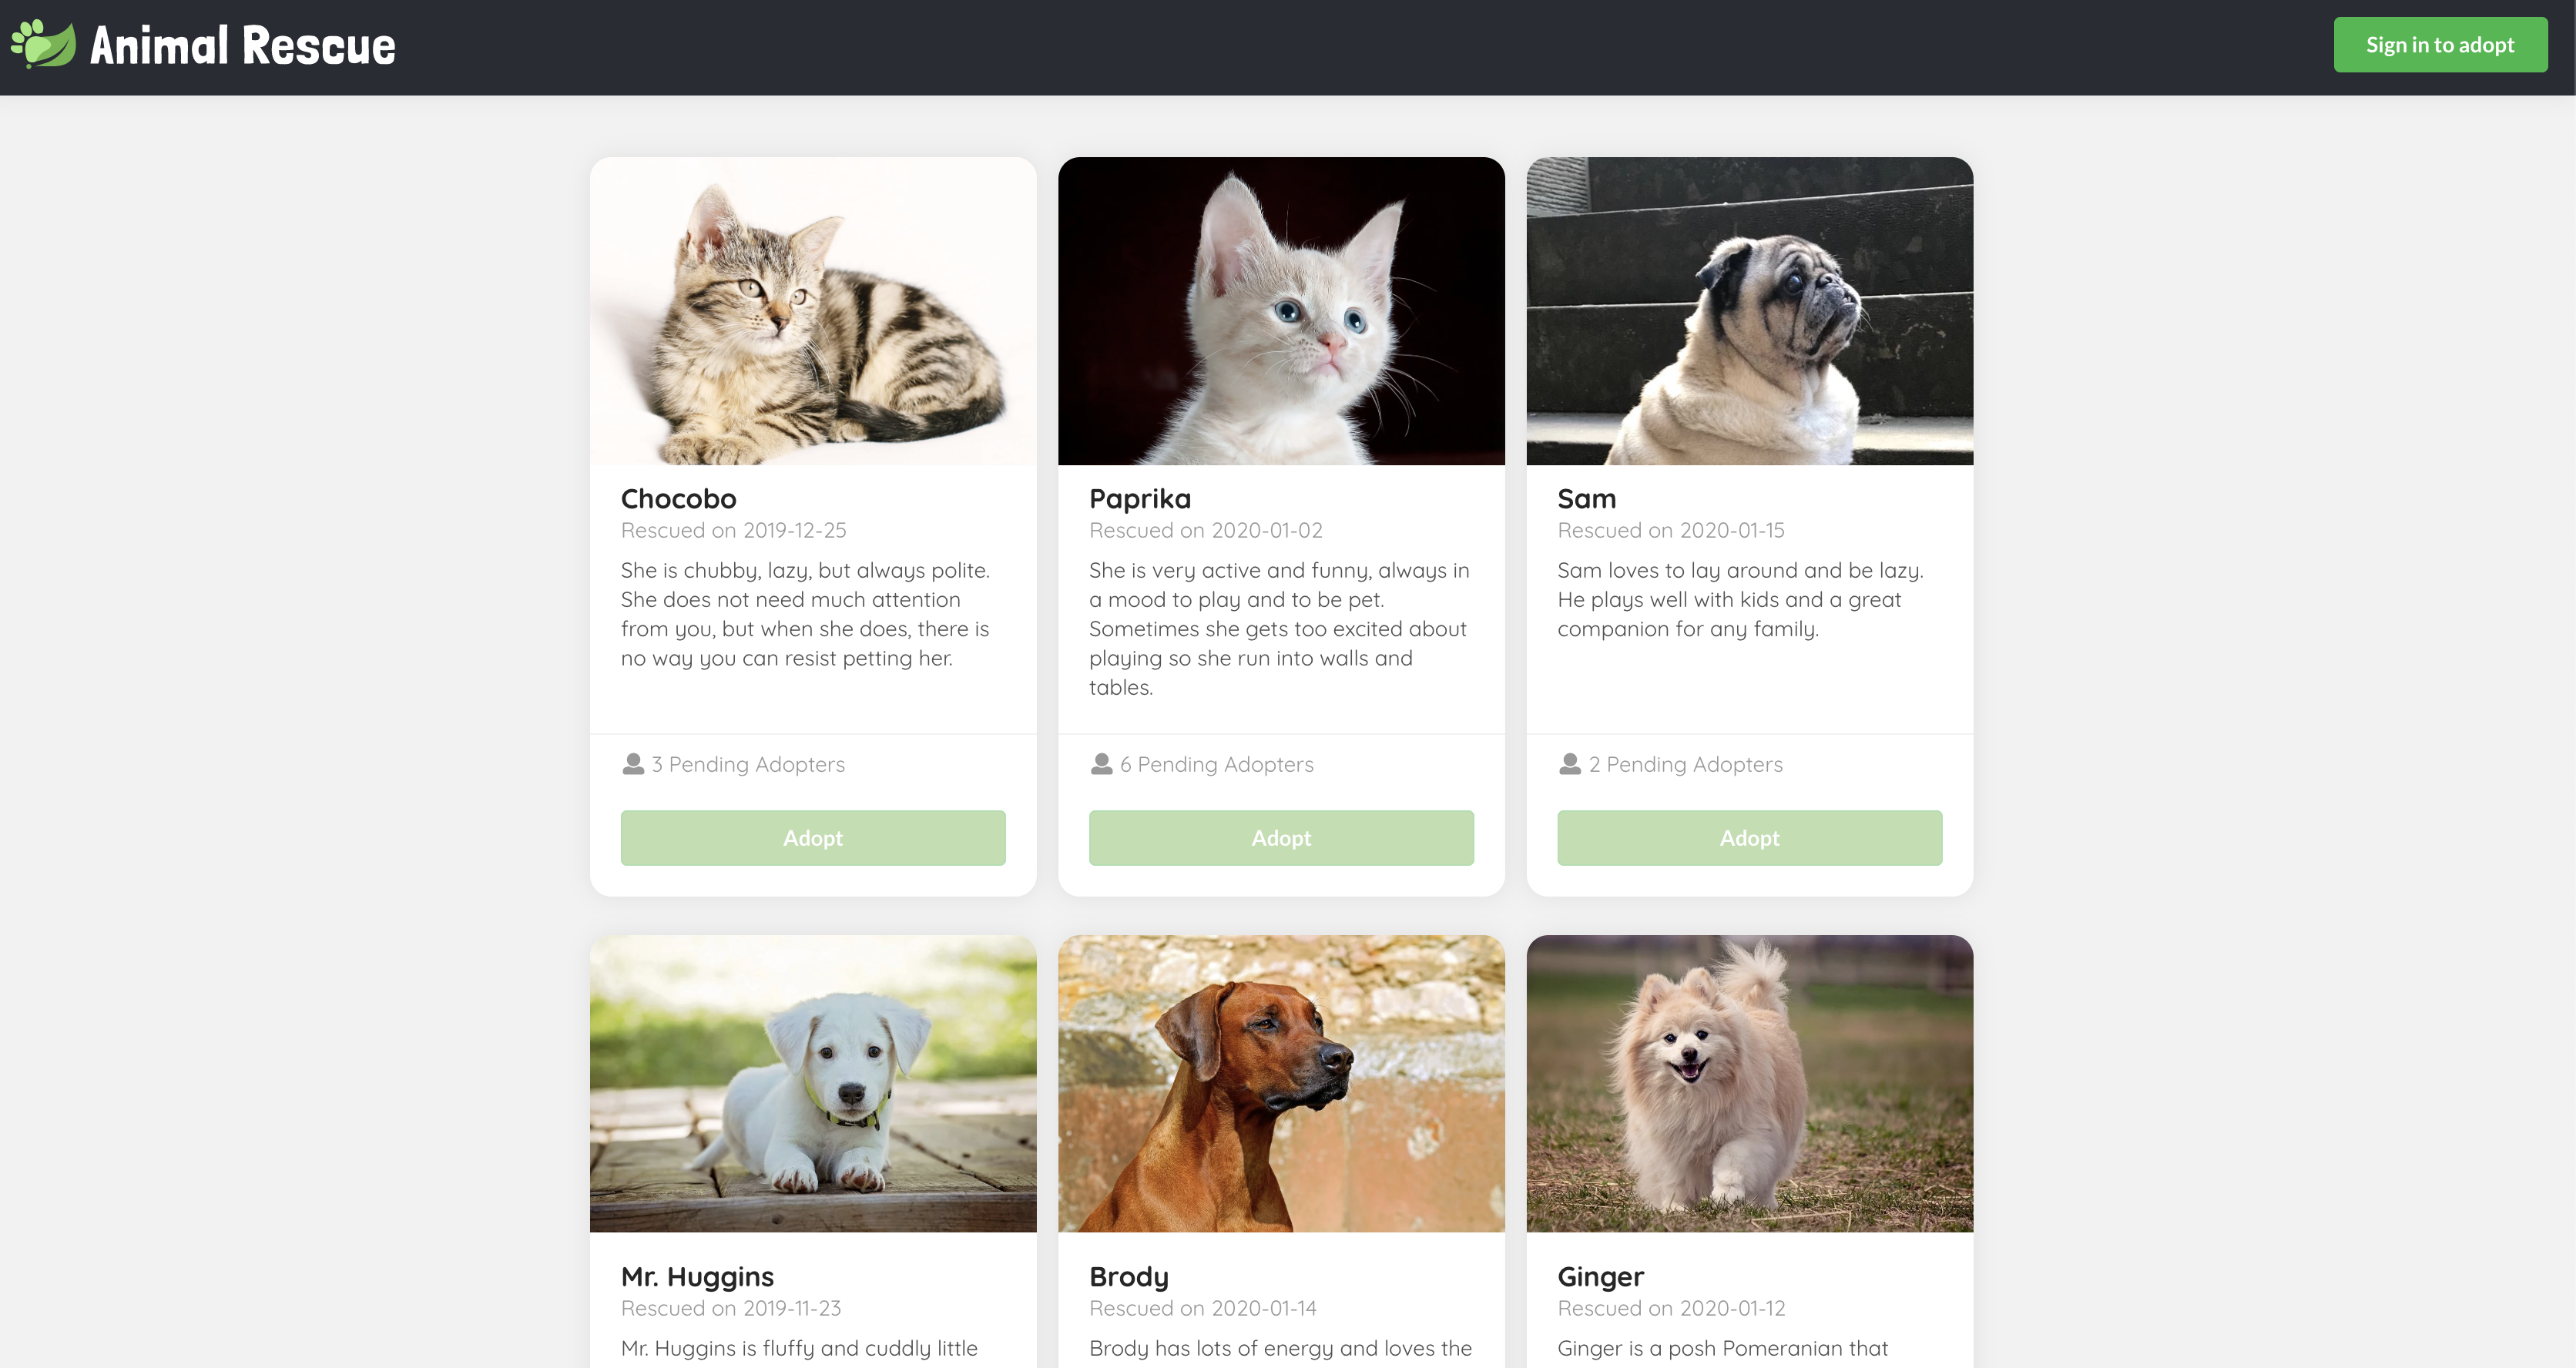 Animal Rescue
Sign in to adopt
Chocobo
Rescued on 2019-12-25
She is chubby, lazy, but always polite.
She does not need much attention
from you, but when she does, there is
no way you can resist petting her.
3 Pending Adopters
Adopt
Paprika
Rescued on 2020-01-02
She is very active and funny, always in
a mood to play and to be pet.
Sometimes she gets too excited about
playing so she run into walls and
tables.
6 Pending Adopters
Adopt
Sam
Rescued on 2020-01-15
Sam loves to lay around and be lazy.
He plays well with kids and a great
companion for any family.
2 Pending Adopters
Adopt
Mr. Huggins
Rescued on 2019-11-23
Mr. Huggins is fluffy and cuddly little
Brody
Rescued on 2020-01-14
Brody has lots of energy and loves the
Ginger
Rescued on 2020-01-12
Ginger is a posh Pomeranian that